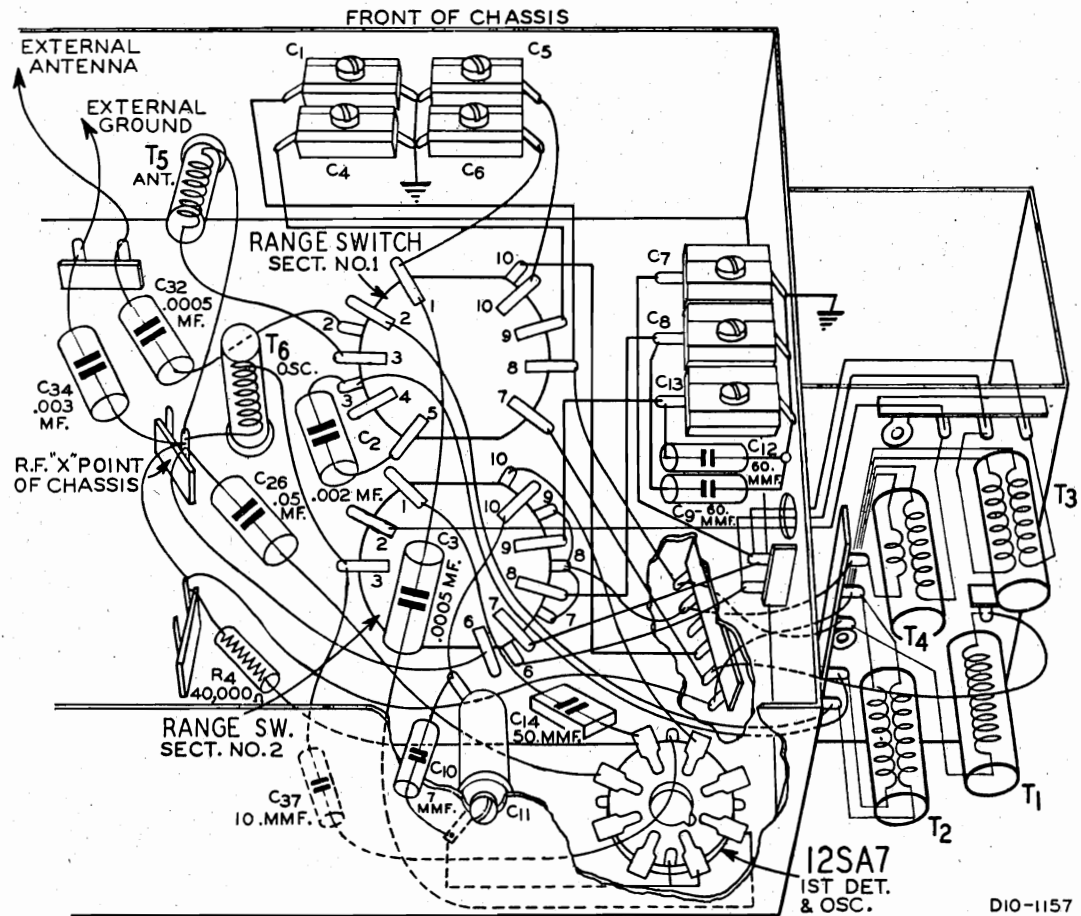 FRONT OF CHASSIS
EXTERNAL
ANTENNA
EXTERNAL
GROUND
C1
C5
C4
C6
T5
ANT.
RANGE SWITCH
SECT. NO.1
C32
.0005
MF.
C34
.003
MF.
T6
OSC.
R.F. "X" POINT
OF CHASSIS
C26
.05
MF.
C2
.002 MF.
1
2
2
3
3
4
5
10
10
9
8
7
C7
C8
C13
C12
60.
MMF.
C9-60.
MMF.
1
2
3
10
10
9
9
8
8
7
7
6
6
C3
.0005 MF.
R4
40,000
Ω
RANGE SW.
SECT. NO.2
C37
10.MMF.
C10
7
MMF.
C11
C14
50.MMF.
T3
T4
T1
T2
12SA7
1ST DET.
& OSC.
D10-1157